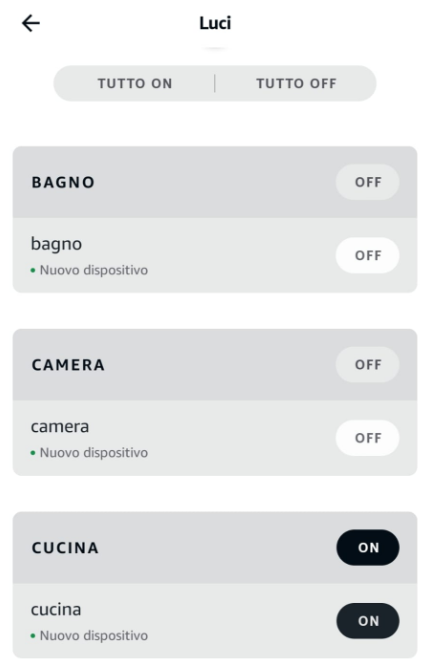 Luci
TUTTO ON | TUTTO OFF
BAGNO OFF
bagno
• Nuovo dispositivo OFF
CAMERA OFF
camera
• Nuovo dispositivo OFF
CUCINA ON
cucina
• Nuovo dispositivo ON